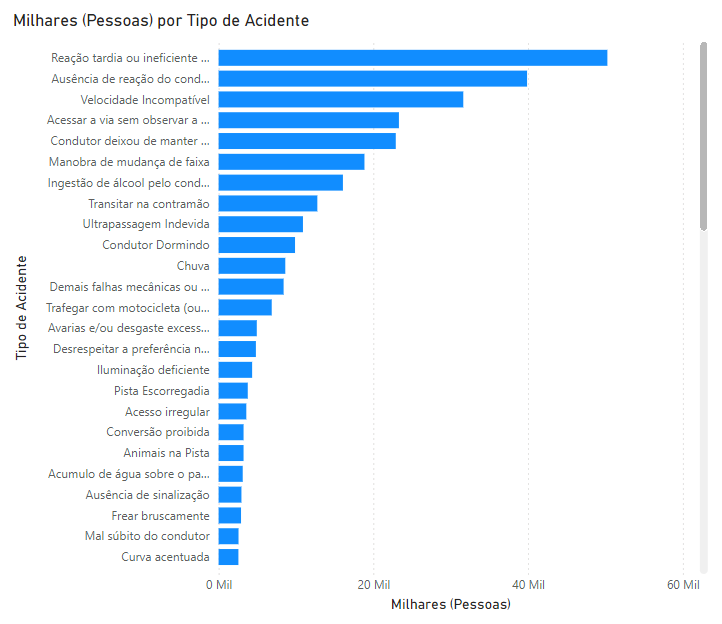 Milhares (Pessoas) por Tipo de Acidente
Reação tardia ou ineficiente ...
Ausência de reação do cond...
Velocidade Incompatível
Acessar a via sem observar a ...
Condutor deixou de manter ...
Manobra de mudança de faixa
Ingestão de álcool pelo cond...
Transitar na contramão
Ultrapassagem Indevida
Condutor Dormindo
Chuva
Demais falhas mecânicas ou ...
Trafegar com motocicleta (ou...
Avarias e/ou desgaste excess...
Desrespeitar a preferência n...
Iluminação deficiente
Pista Escorregadia
Acesso irregular
Conversão proibida
Animais na Pista
Acumulo de água sobre o pa...
Ausência de sinalização
Frear bruscamente
Mal súbito do condutor
Curva acentuada
Tipo de Acidente
0 Mil 20 Mil 40 Mil 60 Mil
Milhares (Pessoas)